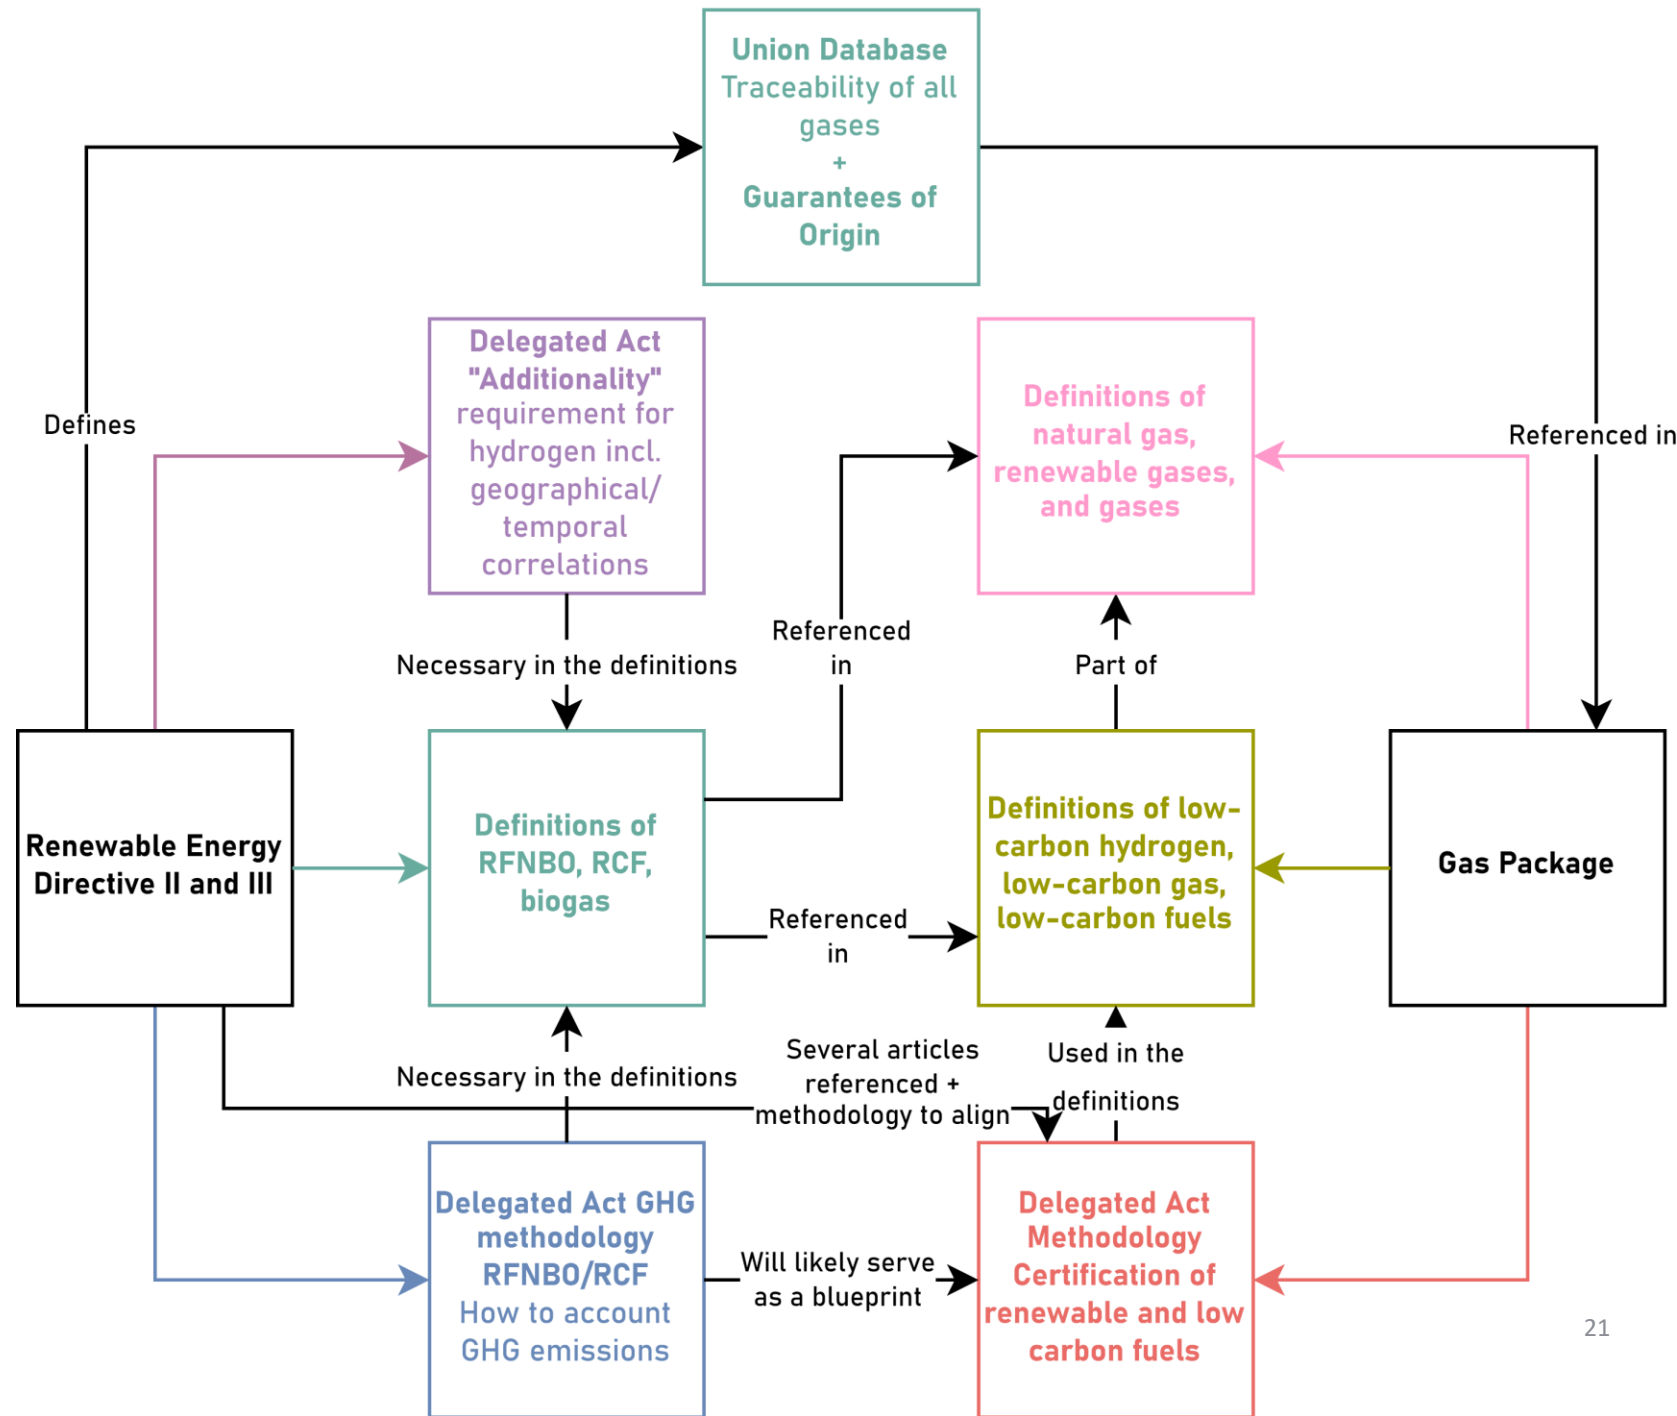 Union Database
Traceability of all
gases
+
Guarantees of
Origin
Delegated Act
"Additionality"
requirement for
hydrogen incl.
geographical/
temporal
correlations
Definitions of
natural gas,
renewable gases,
and gases
Defines
Referenced in
Referenced
in
Necessary in the definitions
Part of
Renewable Energy
Directive II and III
Definitions of
RFNBO, RCF,
biogas
Definitions of low-
carbon hydrogen,
low-carbon gas,
low-carbon fuels
Gas Package
Referenced
in
Necessary in the definitions
Several articles
referenced +
methodology to align
Used in the
definitions
Delegated Act GHG
methodology
RFNBO/RCF
How to account
GHG emissions
Will likely serve
as a blueprint
Delegated Act
Methodology
Certification of
renewable and low
carbon fuels
21